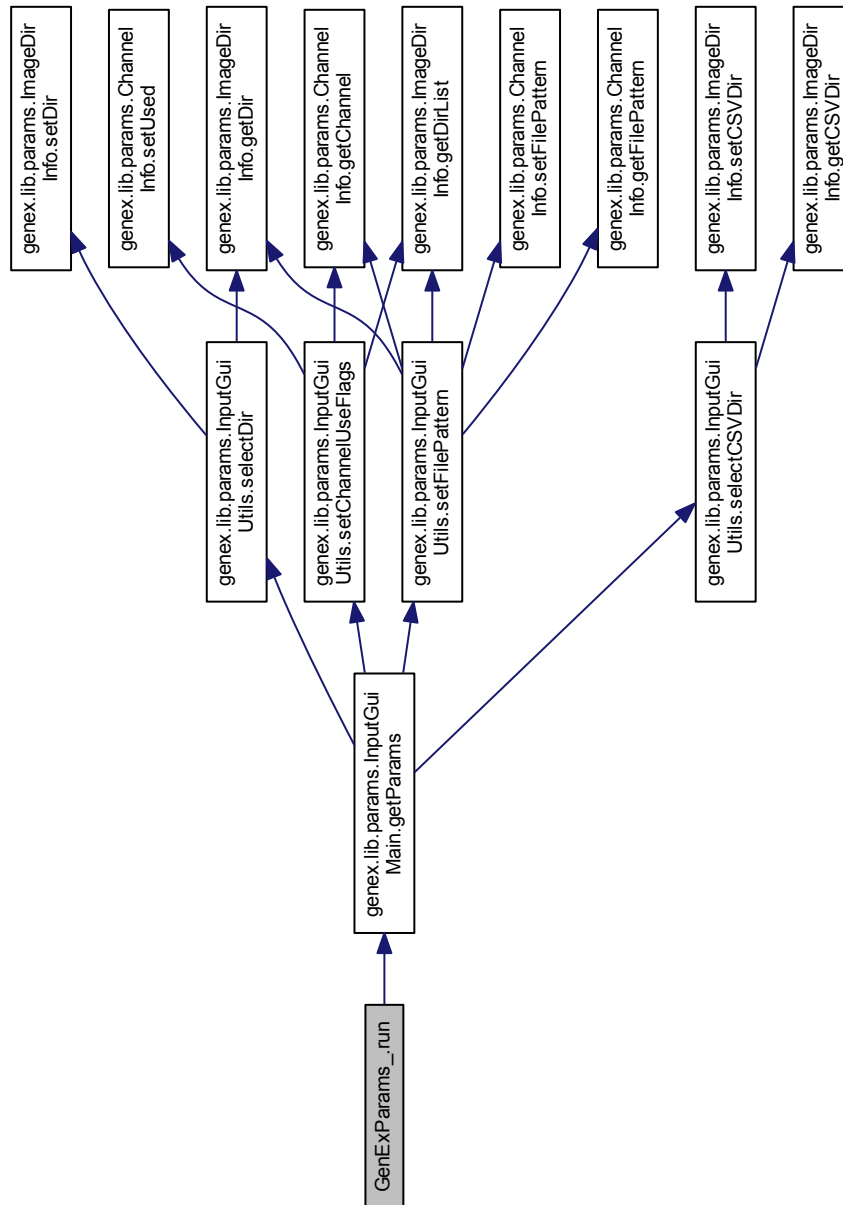 GenExParams_.run
genex.lib.params.InputGui
Main.getParams
genex.lib.params.InputGui
Utils.selectDir
genex.lib.params.InputGui
Utils.setChannelUseFlags
genex.lib.params.InputGui
Utils.setFilePattern
genex.lib.params.InputGui
Utils.selectCSVDir
genex.lib.params.ImageDir
Info.setDir
genex.lib.params.Channel
Info.setUsed
genex.lib.params.ImageDir
Info.getDir
genex.lib.params.Channel
Info.getChannel
genex.lib.params.ImageDir
Info.getDirList
genex.lib.params.Channel
Info.setFilePattern
genex.lib.params.Channel
Info.getFilePattern
genex.lib.params.ImageDir
Info.setCSVDir
genex.lib.params.ImageDir
Info.getCSVDir